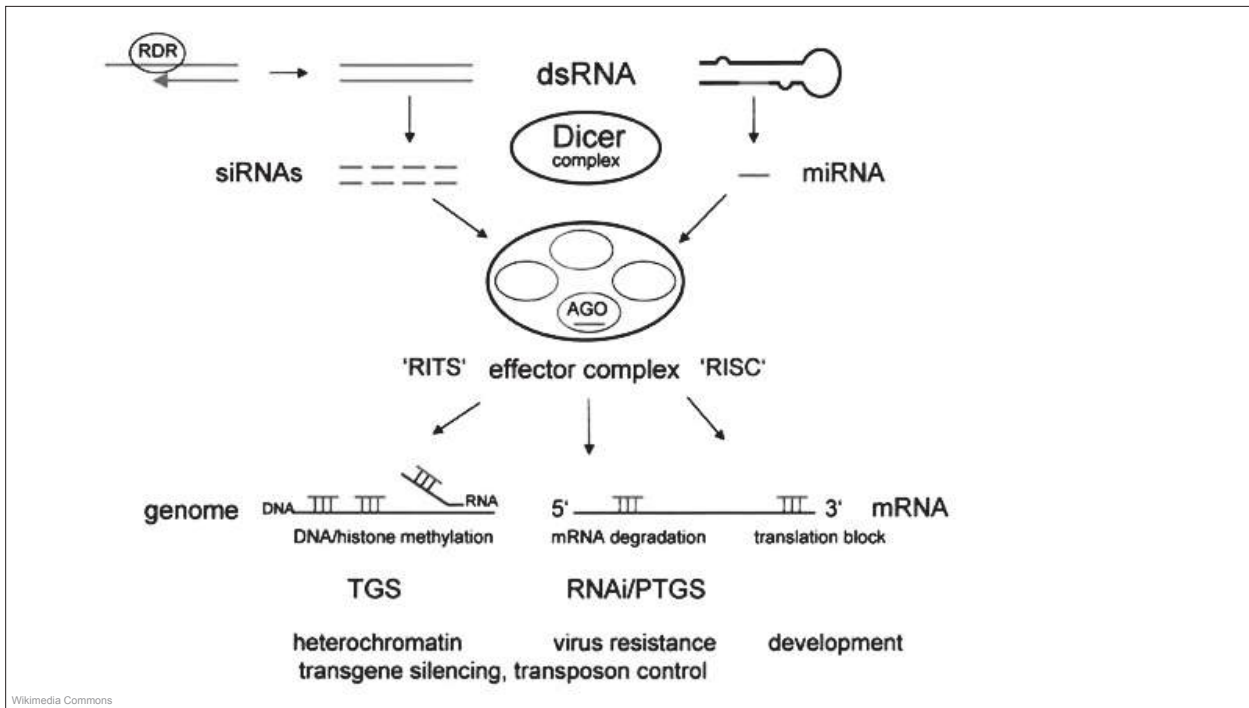 RDR
dsRNA
Dicer
complex
siRNAs
miRNA
AGO
'RITS' effector complex 'RISC'
genome DNA RNA 5' 3' mRNA
DNA/histone methylation mRNA degradation translation block
TGS RNAi/PTGS
heterochromatin virus resistance development
transgene silencing, transposon control
Wikimedia Commons